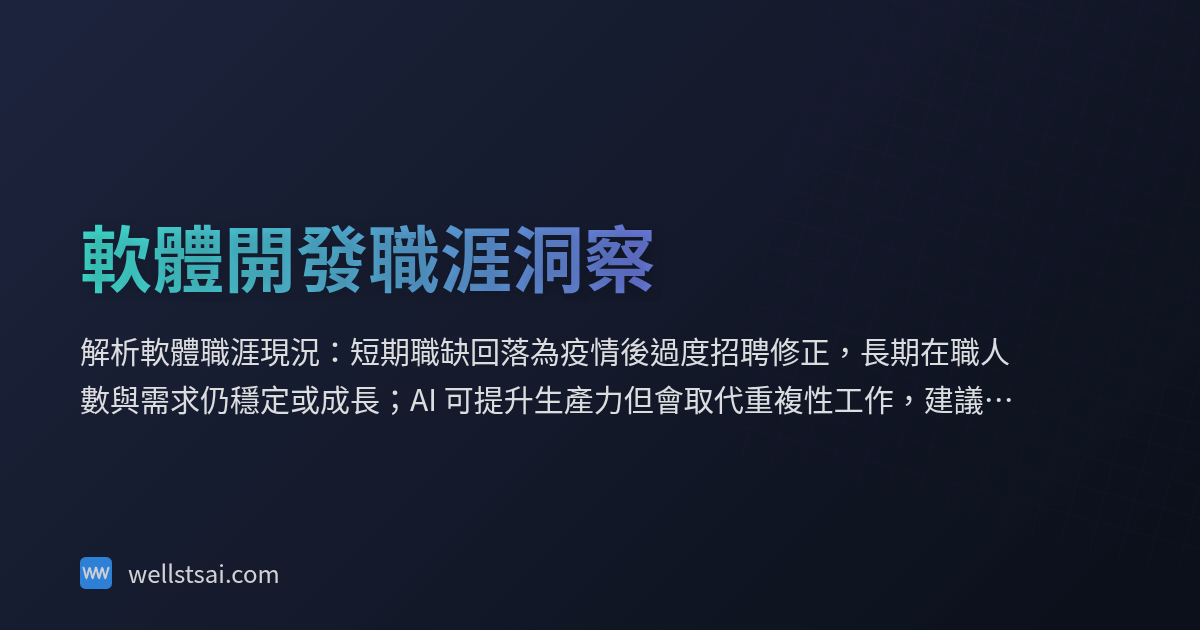 軟體開發職涯洞察
解析軟體職涯現況：短期職缺回落為疫情後過度招聘修正，長期在職人
數與需求仍穩定或成長；AI 可提升生產力但會取代重複性工作，建議…
WW wellstsai.com